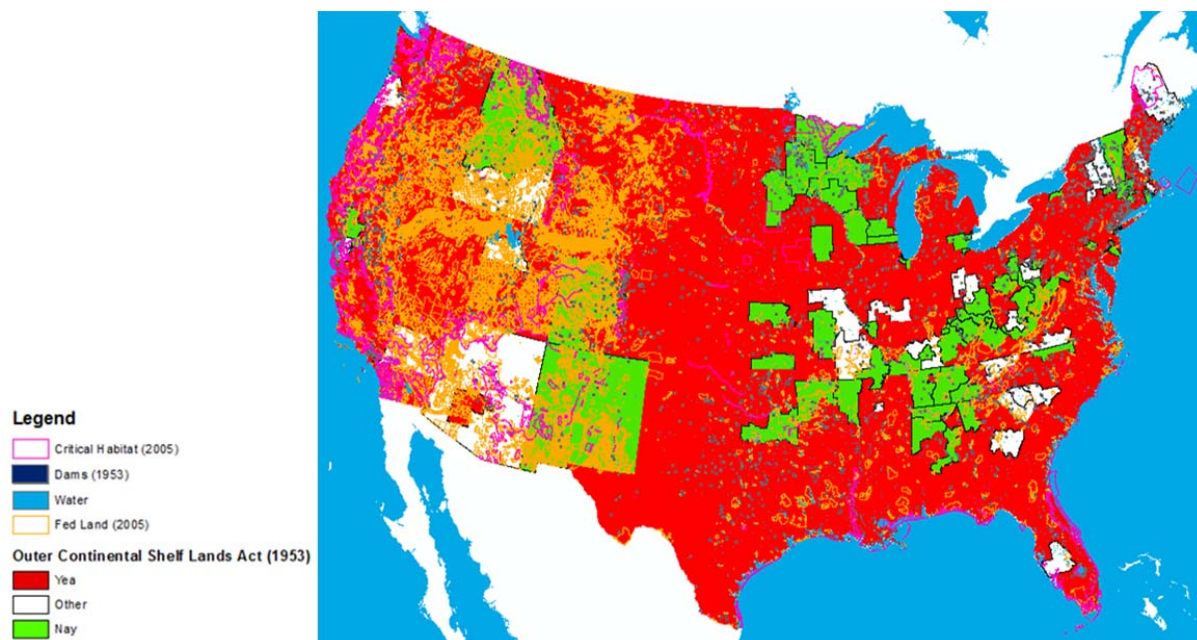 Legend
Critical Habitat (2005)
Dams (1953)
Water
Fed Land (2005)
Outer Continental Shelf Lands Act (1953)
Yea
Other
Nay